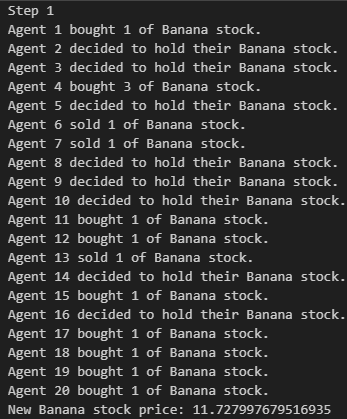 Step 1
Agent 1 bought 1 of Banana stock.
Agent 2 decided to hold their Banana stock.
Agent 3 decided to hold their Banana stock.
Agent 4 bought 3 of Banana stock.
Agent 5 decided to hold their Banana stock.
Agent 6 sold 1 of Banana stock.
Agent 7 sold 1 of Banana stock.
Agent 8 decided to hold their Banana stock.
Agent 9 decided to hold their Banana stock.
Agent 10 decided to hold their Banana stock.
Agent 11 bought 1 of Banana stock.
Agent 12 bought 1 of Banana stock.
Agent 13 sold 1 of Banana stock.
Agent 14 decided to hold their Banana stock.
Agent 15 bought 1 of Banana stock.
Agent 16 decided to hold their Banana stock.
Agent 17 bought 1 of Banana stock.
Agent 18 bought 1 of Banana stock.
Agent 19 bought 1 of Banana stock.
Agent 20 bought 1 of Banana stock.
New Banana stock price: 11.727997679516935